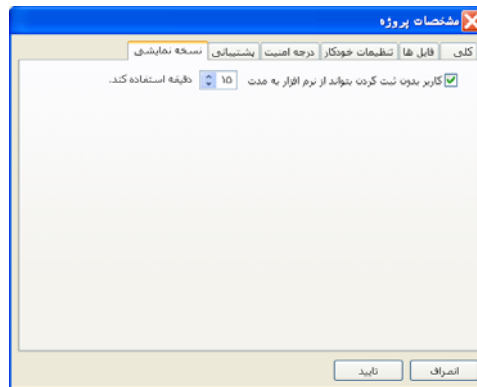 مشخصات پروژه
کلی فایل ها تنظیمات خودکار درجه امنیت پشتیبانی نسخه نمایشی
کاربر بدون ثبت کردن بتواند از نرم افزار به مدت ۱۵ دقیقه استفاده کند.
انصراف تایید